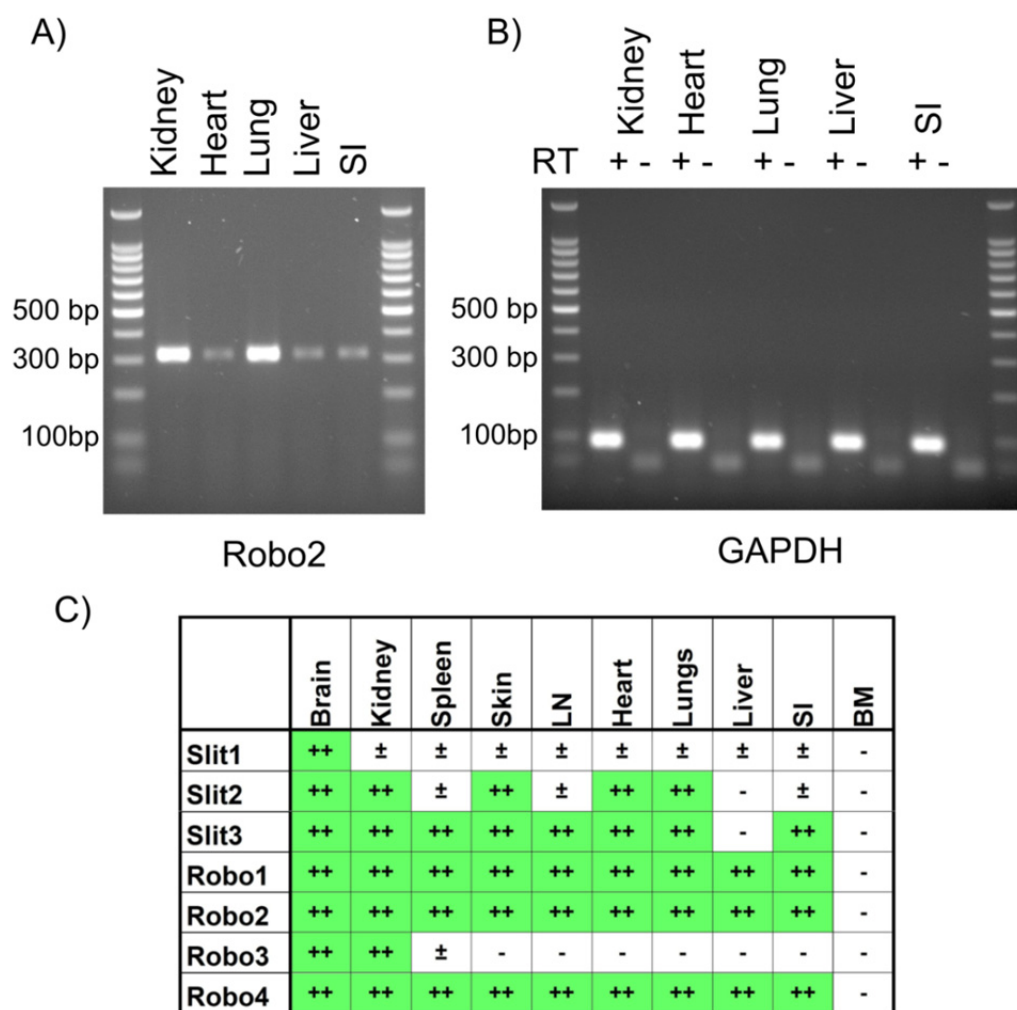 A)
Kidney Heart Lung Liver SI
500 bp
300 bp
100bp
Robo2
B)
Kidney Heart Lung Liver SI
RT + - + - + - + - + -
500 bp
300 bp
100bp
GAPDH
C)
Brain Kidney Spleen Skin LN Heart Lungs Liver SI BM
Slit1 ++ ± ± ± ± ± ± ± ± -
Slit2 ++ ++ ± ++ ± ++ ++ - ± -
Slit3 ++ ++ ++ ++ ++ ++ ++ - ++ -
Robo1 ++ ++ ++ ++ ++ ++ ++ ++ ++ -
Robo2 ++ ++ ++ ++ ++ ++ ++ ++ ++ -
Robo3 ++ ++ ± - - - - - - -
Robo4 ++ ++ ++ ++ ++ ++ ++ ++ ++ -